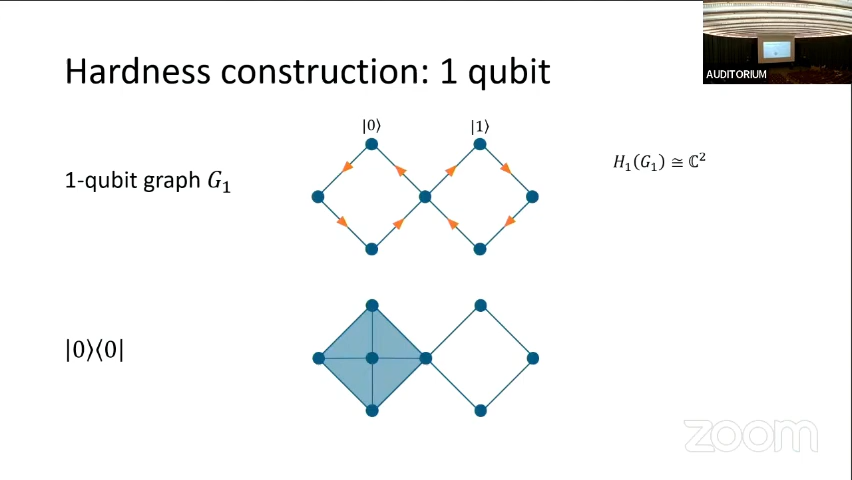 Hardness construction: 1 qubit
AUDITORIUM
|0⟩
|1⟩
1-qubit graph G₁
H₁(G₁) ≅ ℂ²
|0⟩⟨0|
zoom